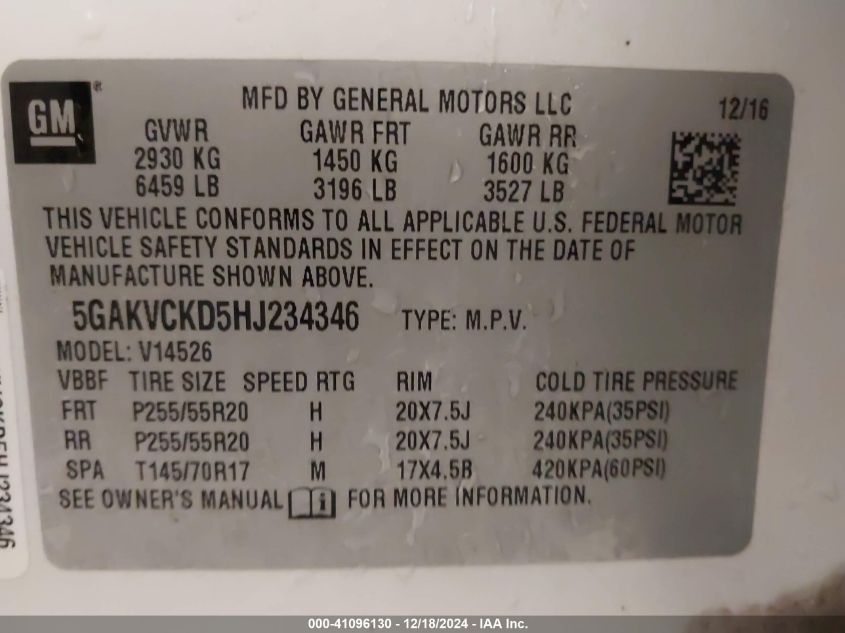 GM ®
MFD BY GENERAL MOTORS LLC 12/16
GVWR GAWR FRT GAWR RR
2930 KG 1450 KG 1600 KG
6459 LB 3196 LB 3527 LB
THIS VEHICLE CONFORMS TO ALL APPLICABLE U.S. FEDERAL MOTOR
VEHICLE SAFETY STANDARDS IN EFFECT ON THE DATE OF
MANUFACTURE SHOWN ABOVE.
5GAKVCKD5HJ234346 TYPE: M.P.V.
MODEL: V14526
VBBF TIRE SIZE SPEED RTG RIM COLD TIRE PRESSURE
FRT P255/55R20 H 20X7.5J 240KPA(35PSI)
RR P255/55R20 H 20X7.5J 240KPA(35PSI)
SPA T145/70R17 M 17X4.5B 420KPA(60PSI)
SEE OWNER'S MANUAL i FOR MORE INFORMATION.
000-41096130 - 12/18/2024 - IAA Inc.